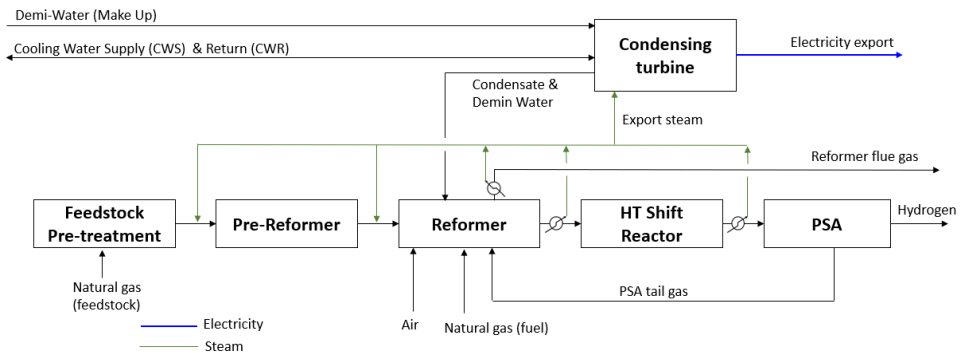 Demi-Water (Make Up)
Cooling Water Supply (CWS) & Return (CWR)
Condensing
turbine
Electricity export
Condensate &
Demin Water
Export steam
Reformer flue gas
Feedstock
Pre-treatment
Pre-Reformer
Reformer
HT Shift
Reactor
PSA
Hydrogen
Natural gas
(feedstock)
PSA tail gas
Air
Natural gas (fuel)
Electricity
Steam